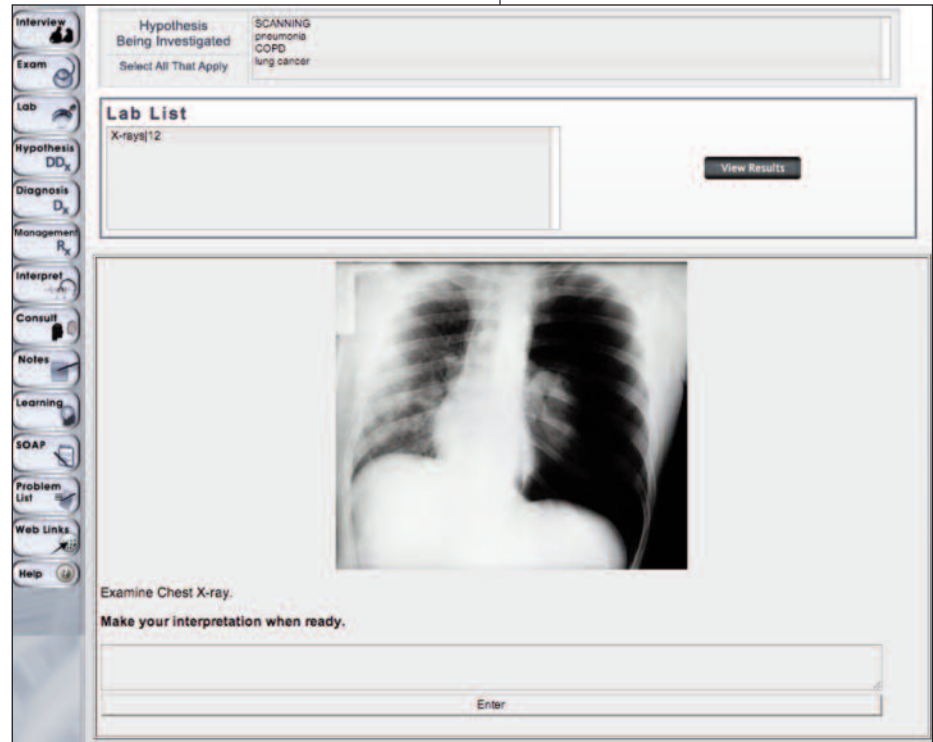 Interview
Exam
Lab
Hypothesis
DDx
Diagnosis
Dx
Management
Rx
Interpret
Consult
Notes
Learning
SOAP
Problem
List
Web Links
Help
Hypothesis
Being Investigated
Select All That Apply
SCANNING
pneumonia
COPD
lung cancer
Lab List
X-rays|12
View Results
Examine Chest X-ray.
Make your interpretation when ready.
Enter